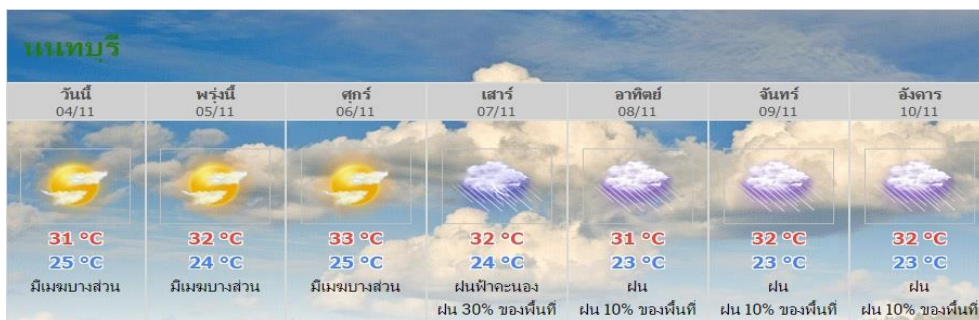 นนทบุรี
วันนี้ พรุ่งนี้ ศุกร์ เสาร์ อาทิตย์ จันทร์ อังคาร
04/11 05/11 06/11 07/11 08/11 09/11 10/11
31 °C 32 °C 33 °C 32 °C 31 °C 32 °C 32 °C
25 °C 24 °C 25 °C 24 °C 23 °C 23 °C 23 °C
มีเมฆบางส่วน มีเมฆบางส่วน มีเมฆบางส่วน ฝนฟ้าคะนอง ฝน ฝน ฝน
ฝน 30% ของพื้นที่ ฝน 10% ของพื้นที่ ฝน 10% ของพื้นที่ ฝน 10% ของพื้นที่